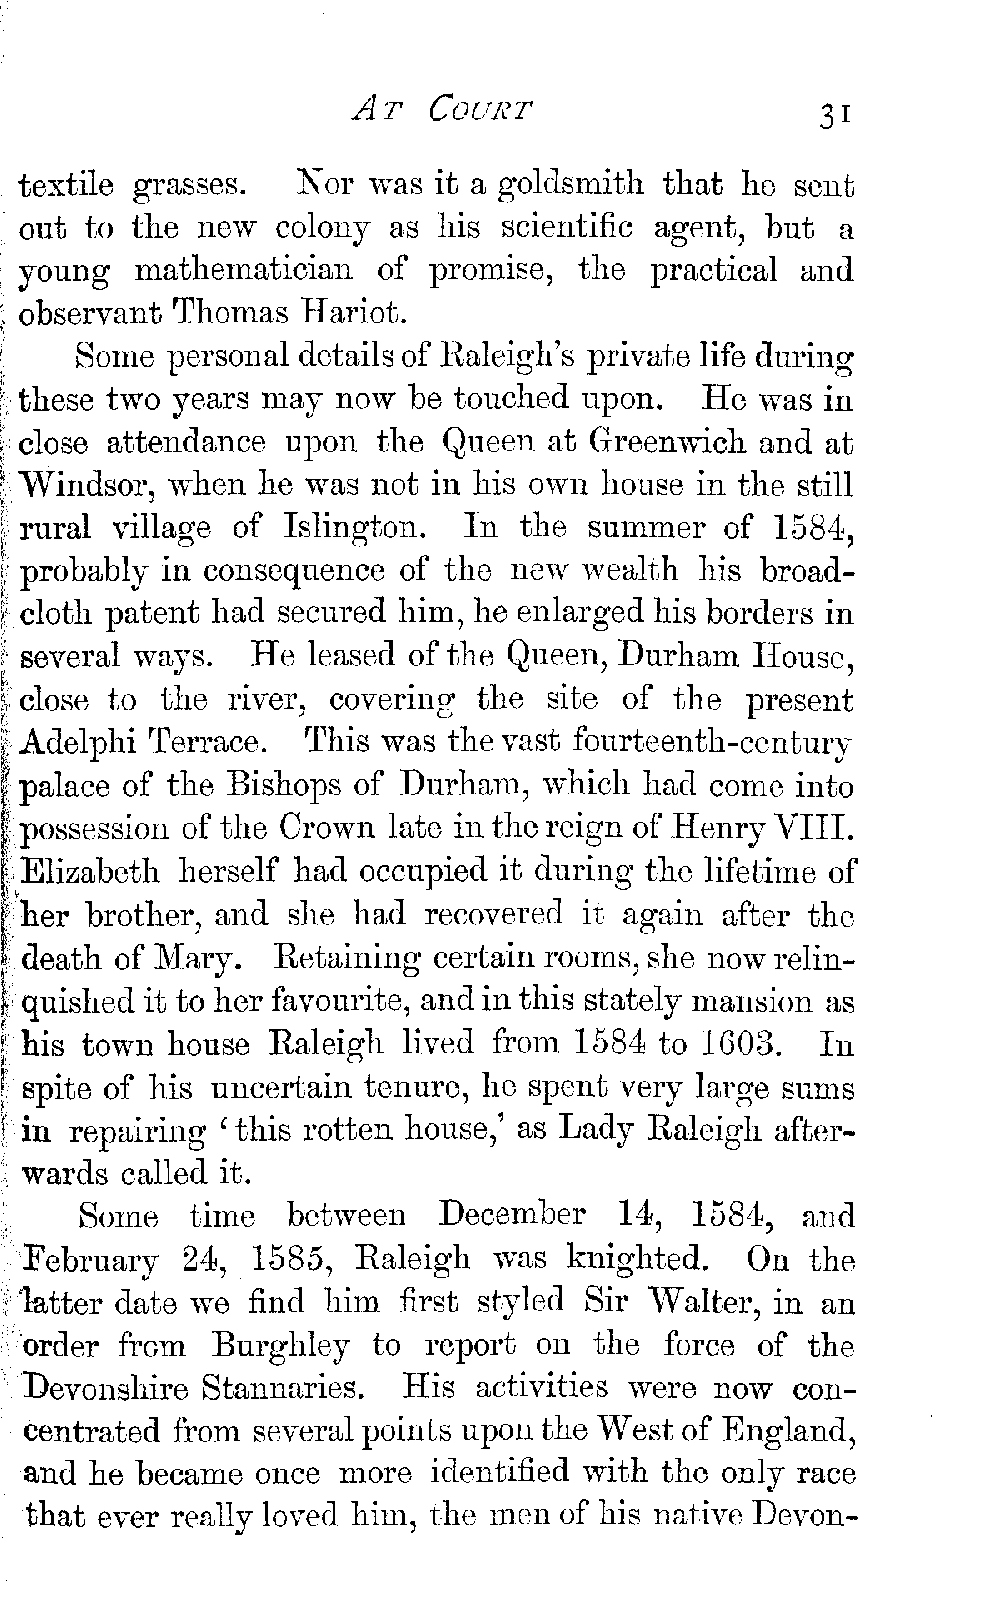 At Court 31
textile grasses. Nor was it a goldsmith that he sent
out to the new colony as his scientific agent, but a
young mathematician of promise, the practical and
observant Thomas Hariot.
Some personal details of Raleigh's private life during
these two years may now be touched upon. He was in
close attendance upon the Queen at Greenwich and at
Windsor, when he was not in his own house in the still
rural village of Islington. In the summer of 1584,
probably in consequence of the new wealth his broad-
cloth patent had secured him, he enlarged his borders in
several ways. He leased of the Queen, Durham House,
close to the river, covering the site of the present
Adelphi Terrace. This was the vast fourteenth-century
palace of the Bishops of Durham, which had come into
possession of the Crown late in the reign of Henry VIII.
Elizabeth herself had occupied it during the lifetime of
her brother, and she had recovered it again after the
death of Mary. Retaining certain rooms, she now relin-
quished it to her favourite, and in this stately mansion as
his town house Raleigh lived from 1584 to 1603. In
spite of his uncertain tenure, he spent very large sums
in repairing ‘this rotten house,’ as Lady Raleigh after-
wards called it.
Some time between December 14, 1584, and
February 24, 1585, Raleigh was knighted. On the
latter date we find him first styled Sir Walter, in an
order from Burghley to report on the force of the
Devonshire Stannaries. His activities were now con-
centrated from several points upon the West of England,
and he became once more identified with the only race
that ever really loved him, the men of his native Devon-